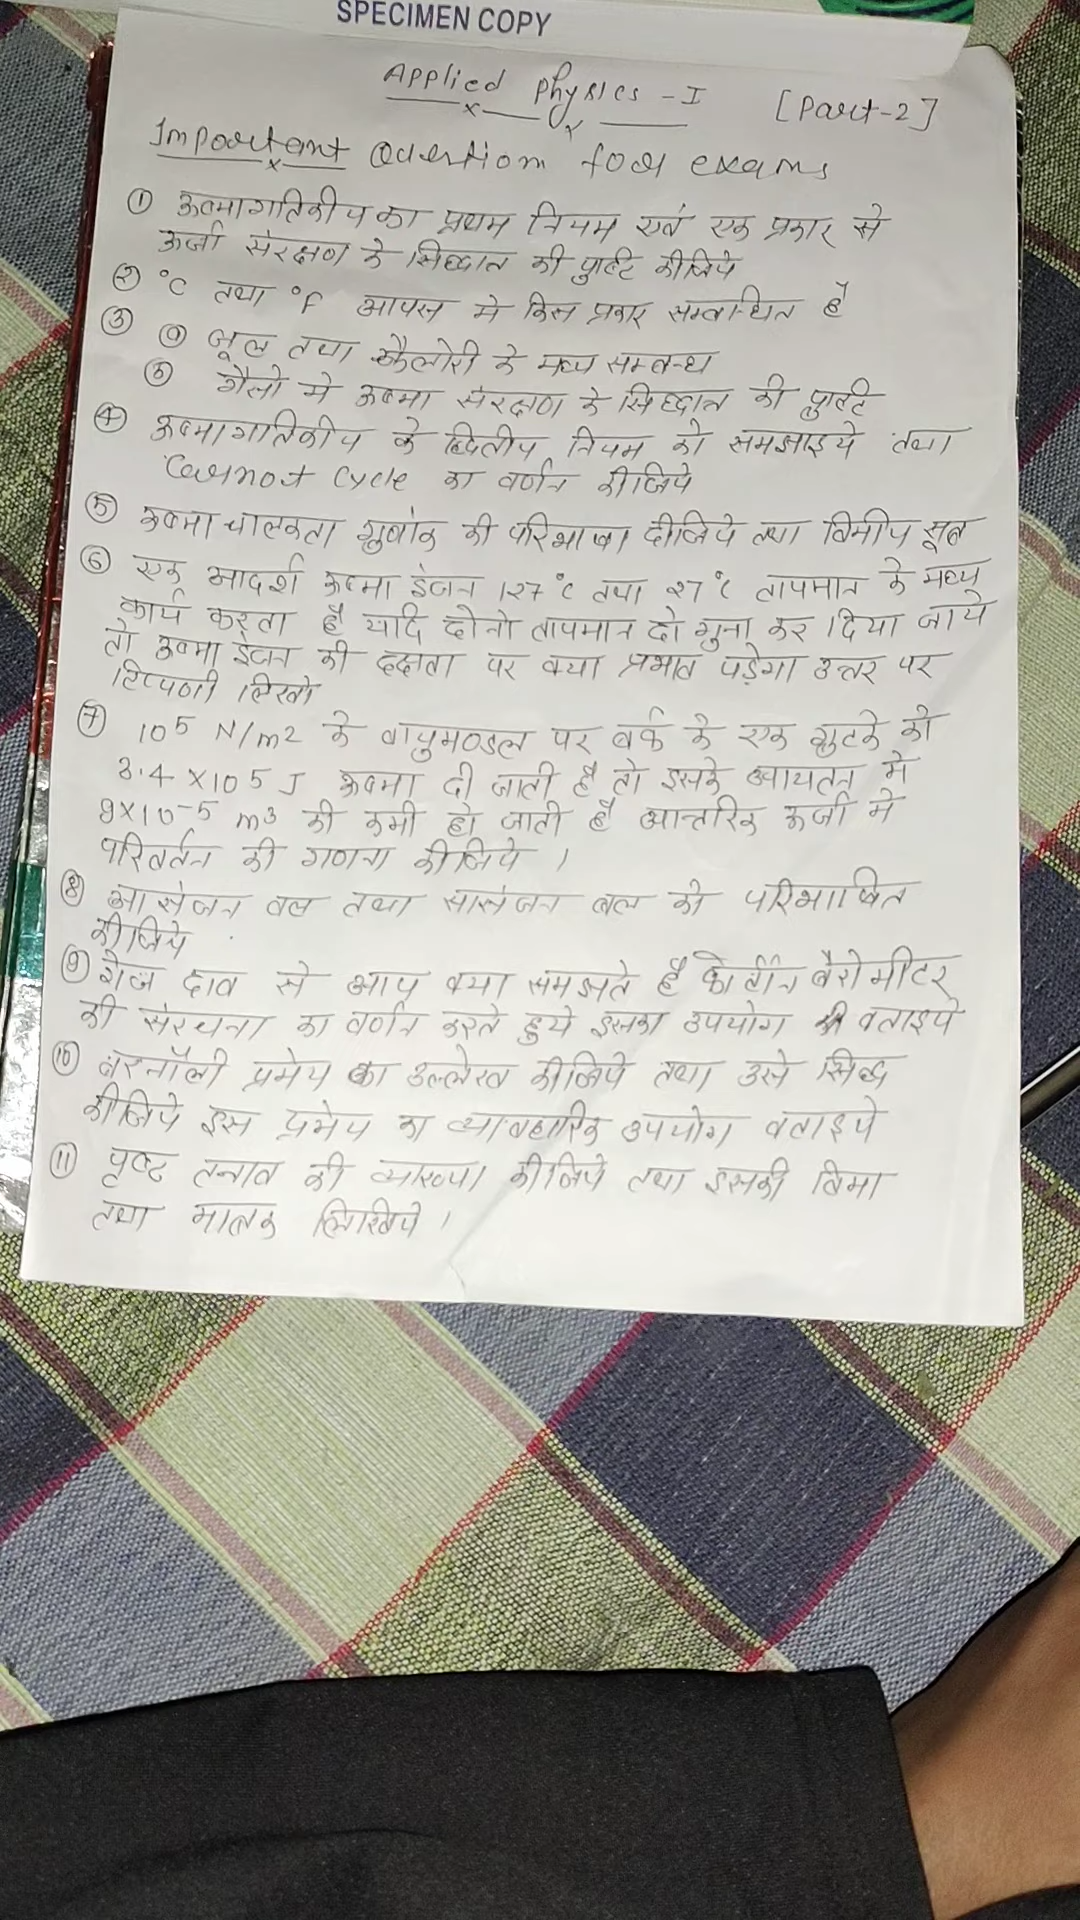 SPECIMEN COPY
Applied Physics - I [Part-2]
Important Question for exams
① ऊष्मागतिकीय का प्रथम नियम एवं एक प्रकार से
ऊर्जा संरक्षण के सिद्धान्त की पुष्टि कीजिये
② °C तथा °F आपस मे किस प्रकार सम्बन्धित है
③ ⓐ जूल तथा कैलोरी के मध्य सम्बन्ध
ⓑ गैसो मे ऊष्मा संरक्षण के सिद्धान्त की पुष्टि
④ ऊष्मागतिकीय के द्वितीय नियम को समझाइये तथा
Carnot Cycle का वर्णन कीजिये
⑤ ऊष्मा चालकता गुणांक की परिभाषा दीजिये तथा विमीय सूत्र
⑥ एक आदर्श ऊष्मा इंजन 127°C तथा 27°C तापमान के मध्य
कार्य करता है यदि दोनो तापमान दो गुना कर दिया जाये
तो ऊष्मा इंजन की दक्षता पर क्या प्रभाव पड़ेगा उत्तर पर
टिप्पणी लिखो
⑦ 10⁵ N/m² के वायुमण्डल पर बर्फ के एक गुटके को
3.4 × 10⁵ J ऊष्मा दी जाती है तो इसके आयतन मे
9×10⁻⁵ m³ की कमी हो जाती है आन्तरिक ऊर्जा मे
परिवर्तन की गणना कीजिये ।
⑧ आसंजन बल तथा सासंजन बल को परिभाषित
कीजिये
⑨ गेज दाब से आप क्या समझते है फोर्टीन बैरोमीटर
की संरचना का वर्णन करते हुये इसका उपयोग बताइये
⑩ बरनॉली प्रमेय का उल्लेख कीजिये तथा उसे सिद्ध
कीजिये इस प्रमेय का व्यावहारिक उपयोग बताइये
⑪ पृष्ट तनाव की व्याख्या कीजिये तथा इसकी विमा
तथा मात्रक लिखिये ।